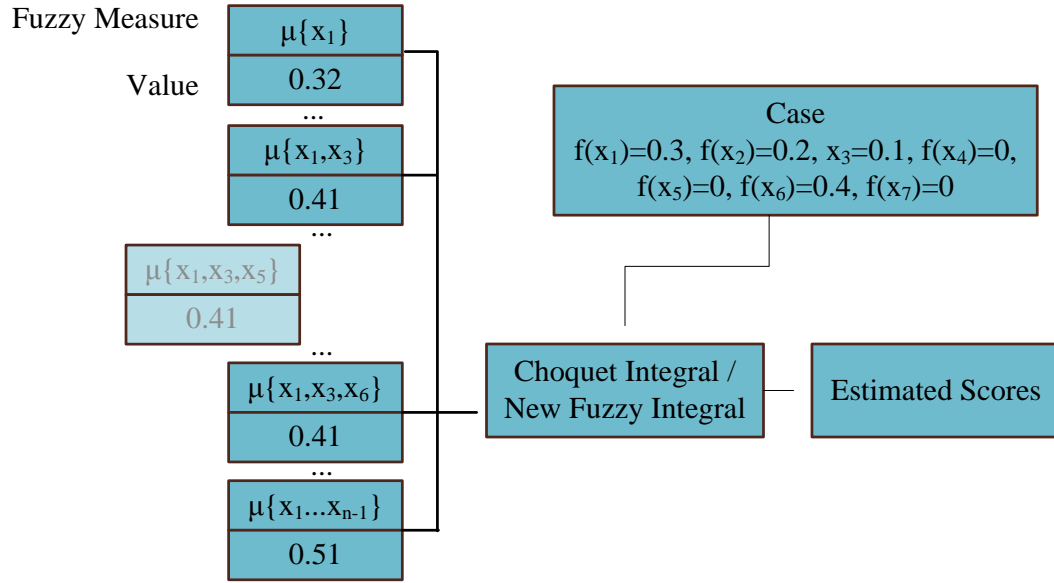 Fuzzy Measure
μ{x₁}
Value
0.32
...
μ{x₁,x₃}
0.41
...
μ{x₁,x₃,x₅}
0.41
...
μ{x₁,x₃,x₆}
0.41
...
μ{x₁...xₙ₋₁}
0.51
Case
f(x₁)=0.3, f(x₂)=0.2, x₃=0.1, f(x₄)=0,
f(x₅)=0, f(x₆)=0.4, f(x₇)=0
Choquet Integral /
New Fuzzy Integral
Estimated Scores